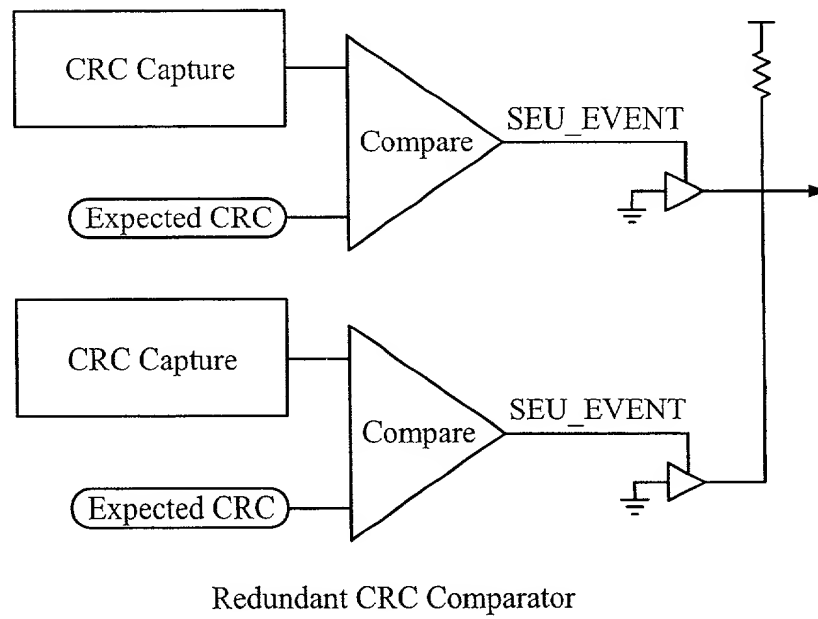 CRC Capture
Compare
SEU_EVENT
Expected CRC
CRC Capture
Compare
SEU_EVENT
Expected CRC
Redundant CRC Comparator